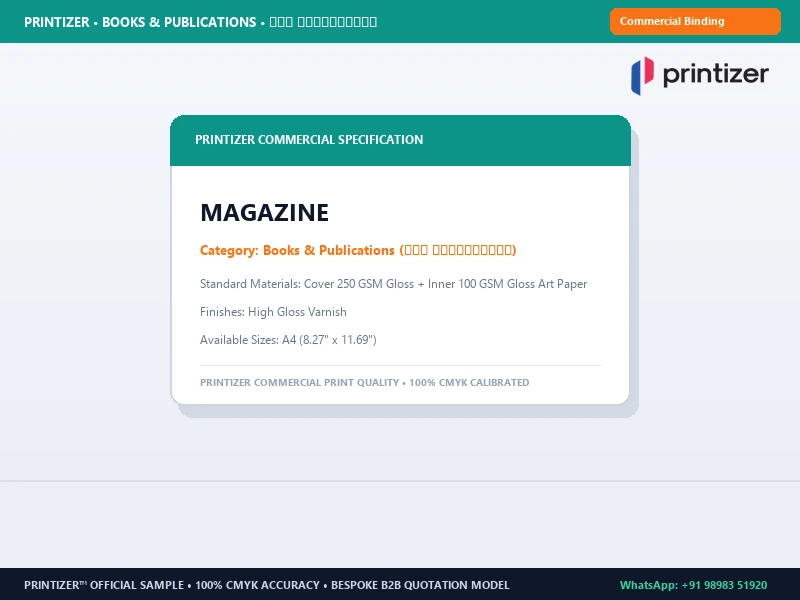 PRINTIZER • BOOKS & PUBLICATIONS •
Commercial Binding
printizer
PRINTIZER COMMERCIAL SPECIFICATION
MAGAZINE
Category: Books & Publications
Standard Materials: Cover 250 GSM Gloss + Inner 100 GSM Gloss Art Paper
Finishes: High Gloss Varnish
Available Sizes: A4 (8.27" x 11.69")
PRINTIZER COMMERCIAL PRINT QUALITY • 100% CMYK CALIBRATED
PRINTIZER™ OFFICIAL SAMPLE • 100% CMYK ACCURACY • BESPOKE B2B QUOTATION MODEL
WhatsApp: +91 98983 51920